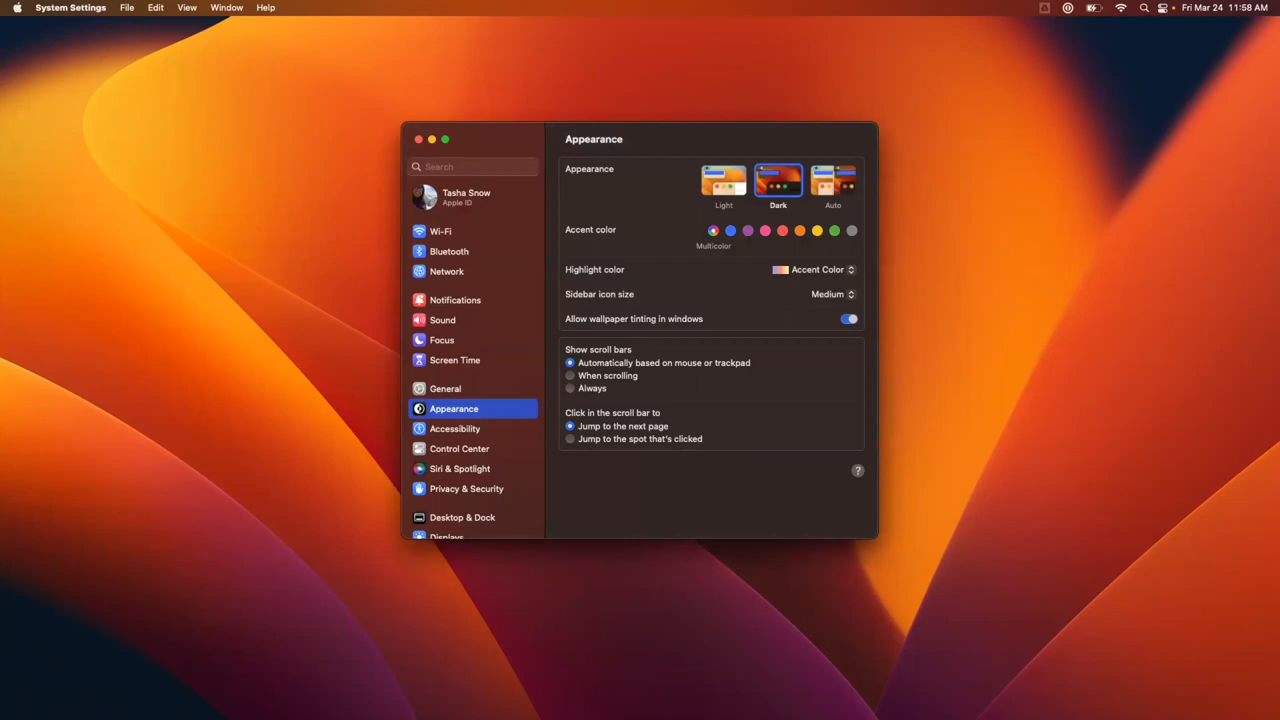 System Settings File Edit View Window Help Fri Mar 24 11:58 AM
Search
Tasha Snow
Apple ID
Wi-Fi
Bluetooth
Network
Notifications
Sound
Focus
Screen Time
General
Appearance
Accessibility
Control Center
Siri & Spotlight
Privacy & Security
Desktop & Dock
Displays
Appearance
Appearance
Light Dark Auto
Accent color
Multicolor
Highlight color Accent Color
Sidebar icon size Medium
Allow wallpaper tinting in windows
Show scroll bars
Automatically based on mouse or trackpad
When scrolling
Always
Click in the scroll bar to
Jump to the next page
Jump to the spot that's clicked
?